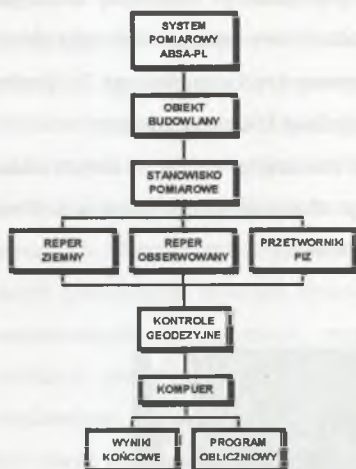 SYSTEM
POMIAROWY
ABSA-PL
OBIEKT
BUDOWLANY
STANOWISKO
POMIAROWE
REPER
ZIEMNY
REPER
OBSERWOWANY
PRZETWORNIKI
PIZ
KONTROLE
GEODEZYJNE
KOMPUER
WYNIKI
KOŃCOWE
PROGRAM
OBLICZNIOWY